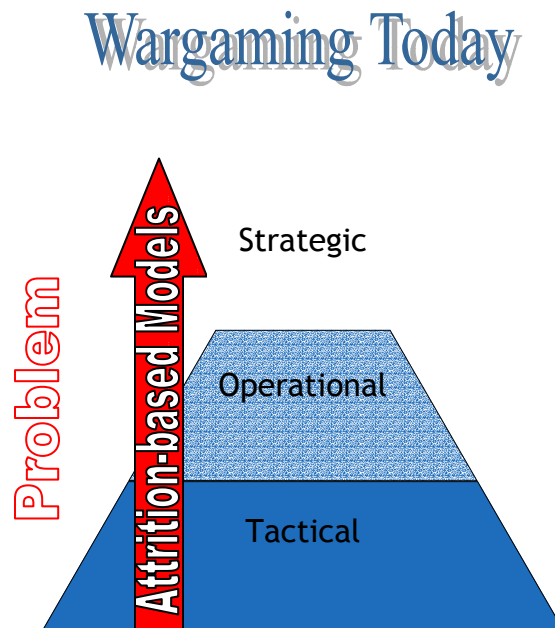 Wargaming Today
Strategic
Operational
Tactical
Attrition-based Models
Problem